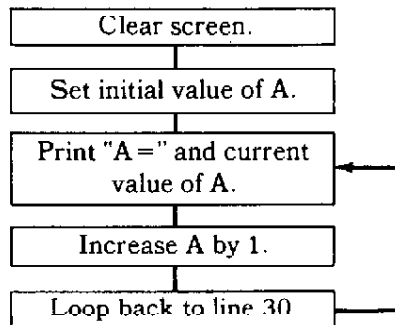 Clear screen.
Set initial value of A.
Print "A=" and current
value of A.
Increase A by 1.
Loop back to line 30